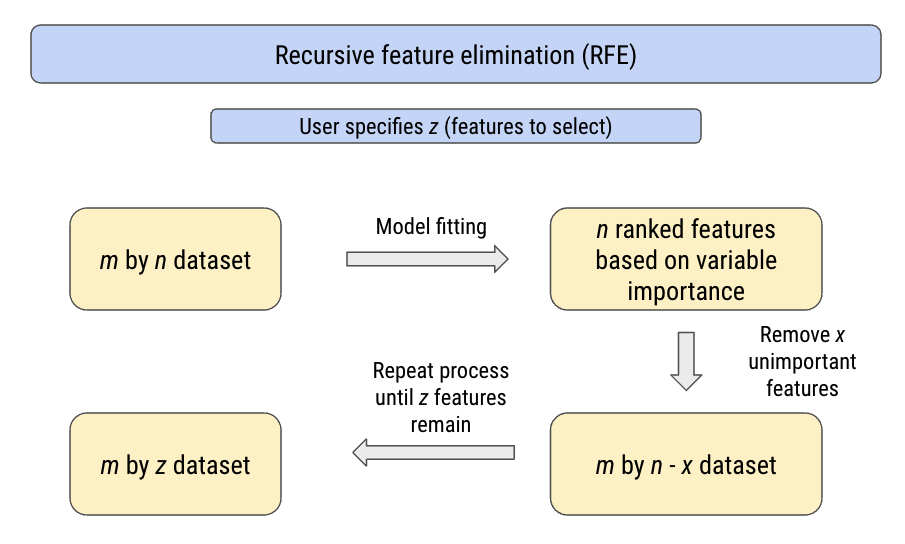 Recursive feature elimination (RFE)
User specifies z (features to select)
m by n dataset
Model fitting
n ranked features
based on variable
importance
Remove x
unimportant
features
m by n - x dataset
Repeat process
until z features
remain
m by z dataset